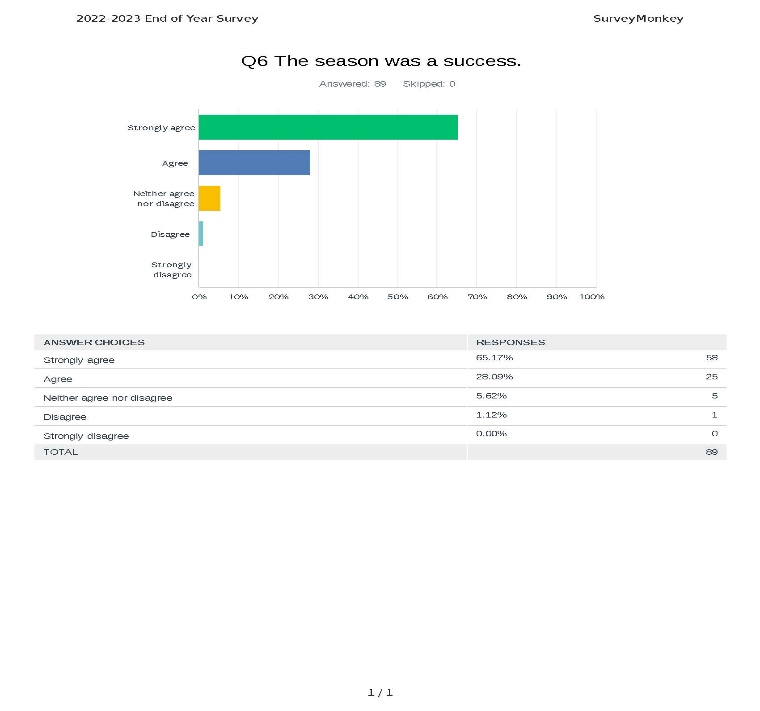 2022-2023 End of Year Survey SurveyMonkey
Q6 The season was a success.
Answered: 89 Skipped: 0
Strongly agree
Agree
Neither agree
nor disagree
Disagree
Strongly
disagree
0% 10% 20% 30% 40% 50% 60% 70% 80% 90% 100%
ANSWER CHOICES RESPONSES
Strongly agree 65.17% 58
Agree 28.09% 25
Neither agree nor disagree 5.62% 5
Disagree 1.12% 1
Strongly disagree 0.00% 0
TOTAL 89
1 / 1